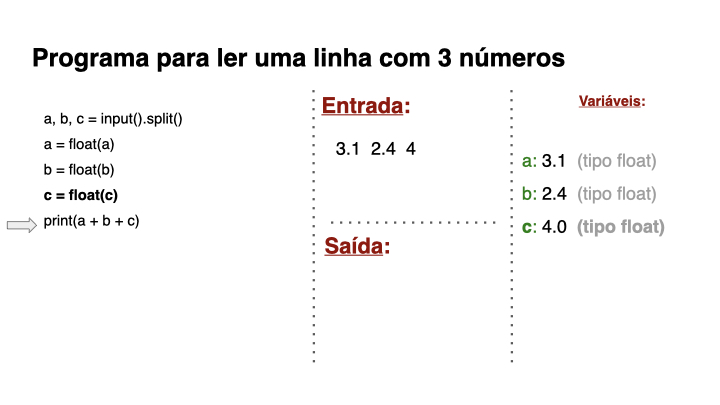 Programa para ler uma linha com 3 números
a, b, c = input().split()
a = float(a)
b = float(b)
c = float(c)
print(a + b + c)
Entrada:
3.1 2.4 4
Saída:
Variáveis:
a: 3.1 (tipo float)
b: 2.4 (tipo float)
c: 4.0 (tipo float)